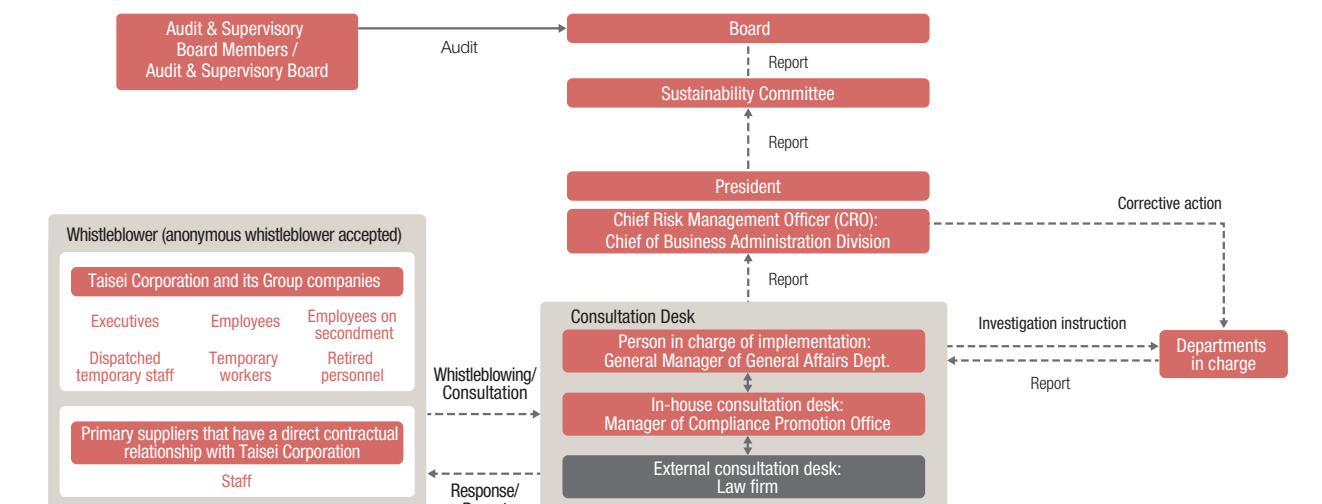 Audit & Supervisory
Board Members /
Audit & Supervisory Board
Audit
Board
Report
Sustainability Committee
Report
President
Chief Risk Management Officer (CRO):
Chief of Business Administration Division
Corrective action
Report
Whistleblower (anonymous whistleblower accepted)
Taisei Corporation and its Group companies
Executives
Employees
Employees on
secondment
Dispatched
temporary staff
Temporary
workers
Retired
personnel
Primary suppliers that have a direct contractual
relationship with Taisei Corporation
Staff
Whistleblowing/
Consultation
Response/
Consultation Desk
Person in charge of implementation:
General Manager of General Affairs Dept.
In-house consultation desk:
Manager of Compliance Promotion Office
External consultation desk:
Law firm
Investigation instruction
Report
Departments
in charge